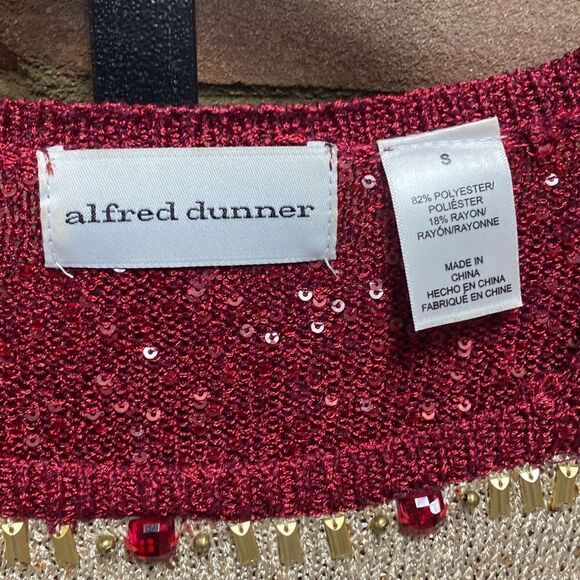 alfred dunner
S
82% POLYESTER/
POLIÉSTER
18% RAYON/
RAYÓN/RAYONNE
MADE IN
CHINA
HECHO EN CHINA
FABRIQUÉ EN CHINE